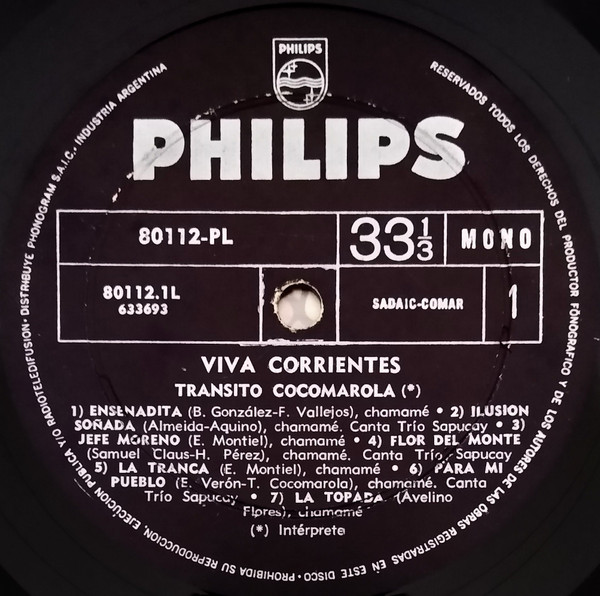 PHILIPS
PHILIPS
80112-PL
33 1/3
MONO
80112.1L
633693
SADAIC-COMAR
1
VIVA CORRIENTES
TRANSITO COCOMAROLA (*)
1) ENSENADITA (B. González-F. Vallejos), chamamé • 2) ILUSION
SOÑADA (Almeida-Aquino), chamamé. Canta Trío Sapucay • 3)
JEFE MORENO (E. Montiel), chamamé • 4) FLOR DEL MONTE
(Samuel Claus-H. Pérez), chamamé. Canta Trío Sapucay
5) LA TRANCA (E. Montiel), chamamé • 6) PARA MI
PUEBLO (E. Verón-T. Cocomarola), chamamé. Canta
Trío Sapucay • 7) LA TOPADA (Avelino
Flores), chamamé
(*) Intérprete
RESERVADOS TODOS LOS DERECHOS DEL PRODUCTOR FONOGRAFICO Y DE LOS AUTORES DE LAS OBRAS REGISTRADAS EN ESTE DISCO • PROHIBIDA SU REPRODUCCION, EJECUCION PUBLICA Y/O RADIOTELEDIFUSION • DISTRIBUYE PHONOGRAM S.A.I.C. INDUSTRIA ARGENTINA